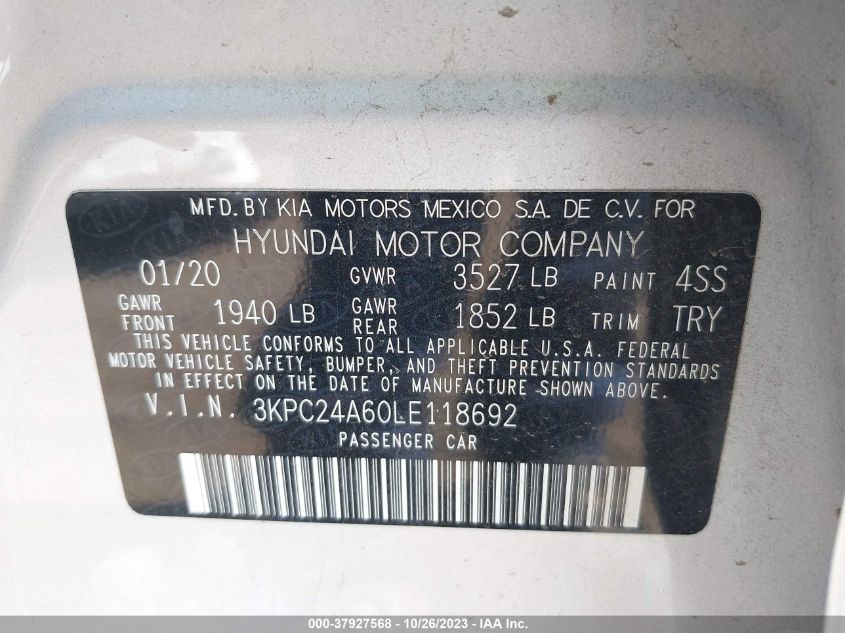 MFD. BY KIA MOTORS MEXICO S.A. DE C.V. FOR
HYUNDAI MOTOR COMPANY
01/20 GVWR 3527 LB PAINT 4SS
GAWR FRONT 1940 LB GAWR REAR 1852 LB TRIM TRY
THIS VEHICLE CONFORMS TO ALL APPLICABLE U.S.A. FEDERAL
MOTOR VEHICLE SAFETY, BUMPER, AND THEFT PREVENTION STANDARDS
IN EFFECT ON THE DATE OF MANUFACTURE SHOWN ABOVE.
V.I.N. 3KPC24A60LE118692
PASSENGER CAR
000-37927568 - 10/26/2023 - © IAA, Inc.